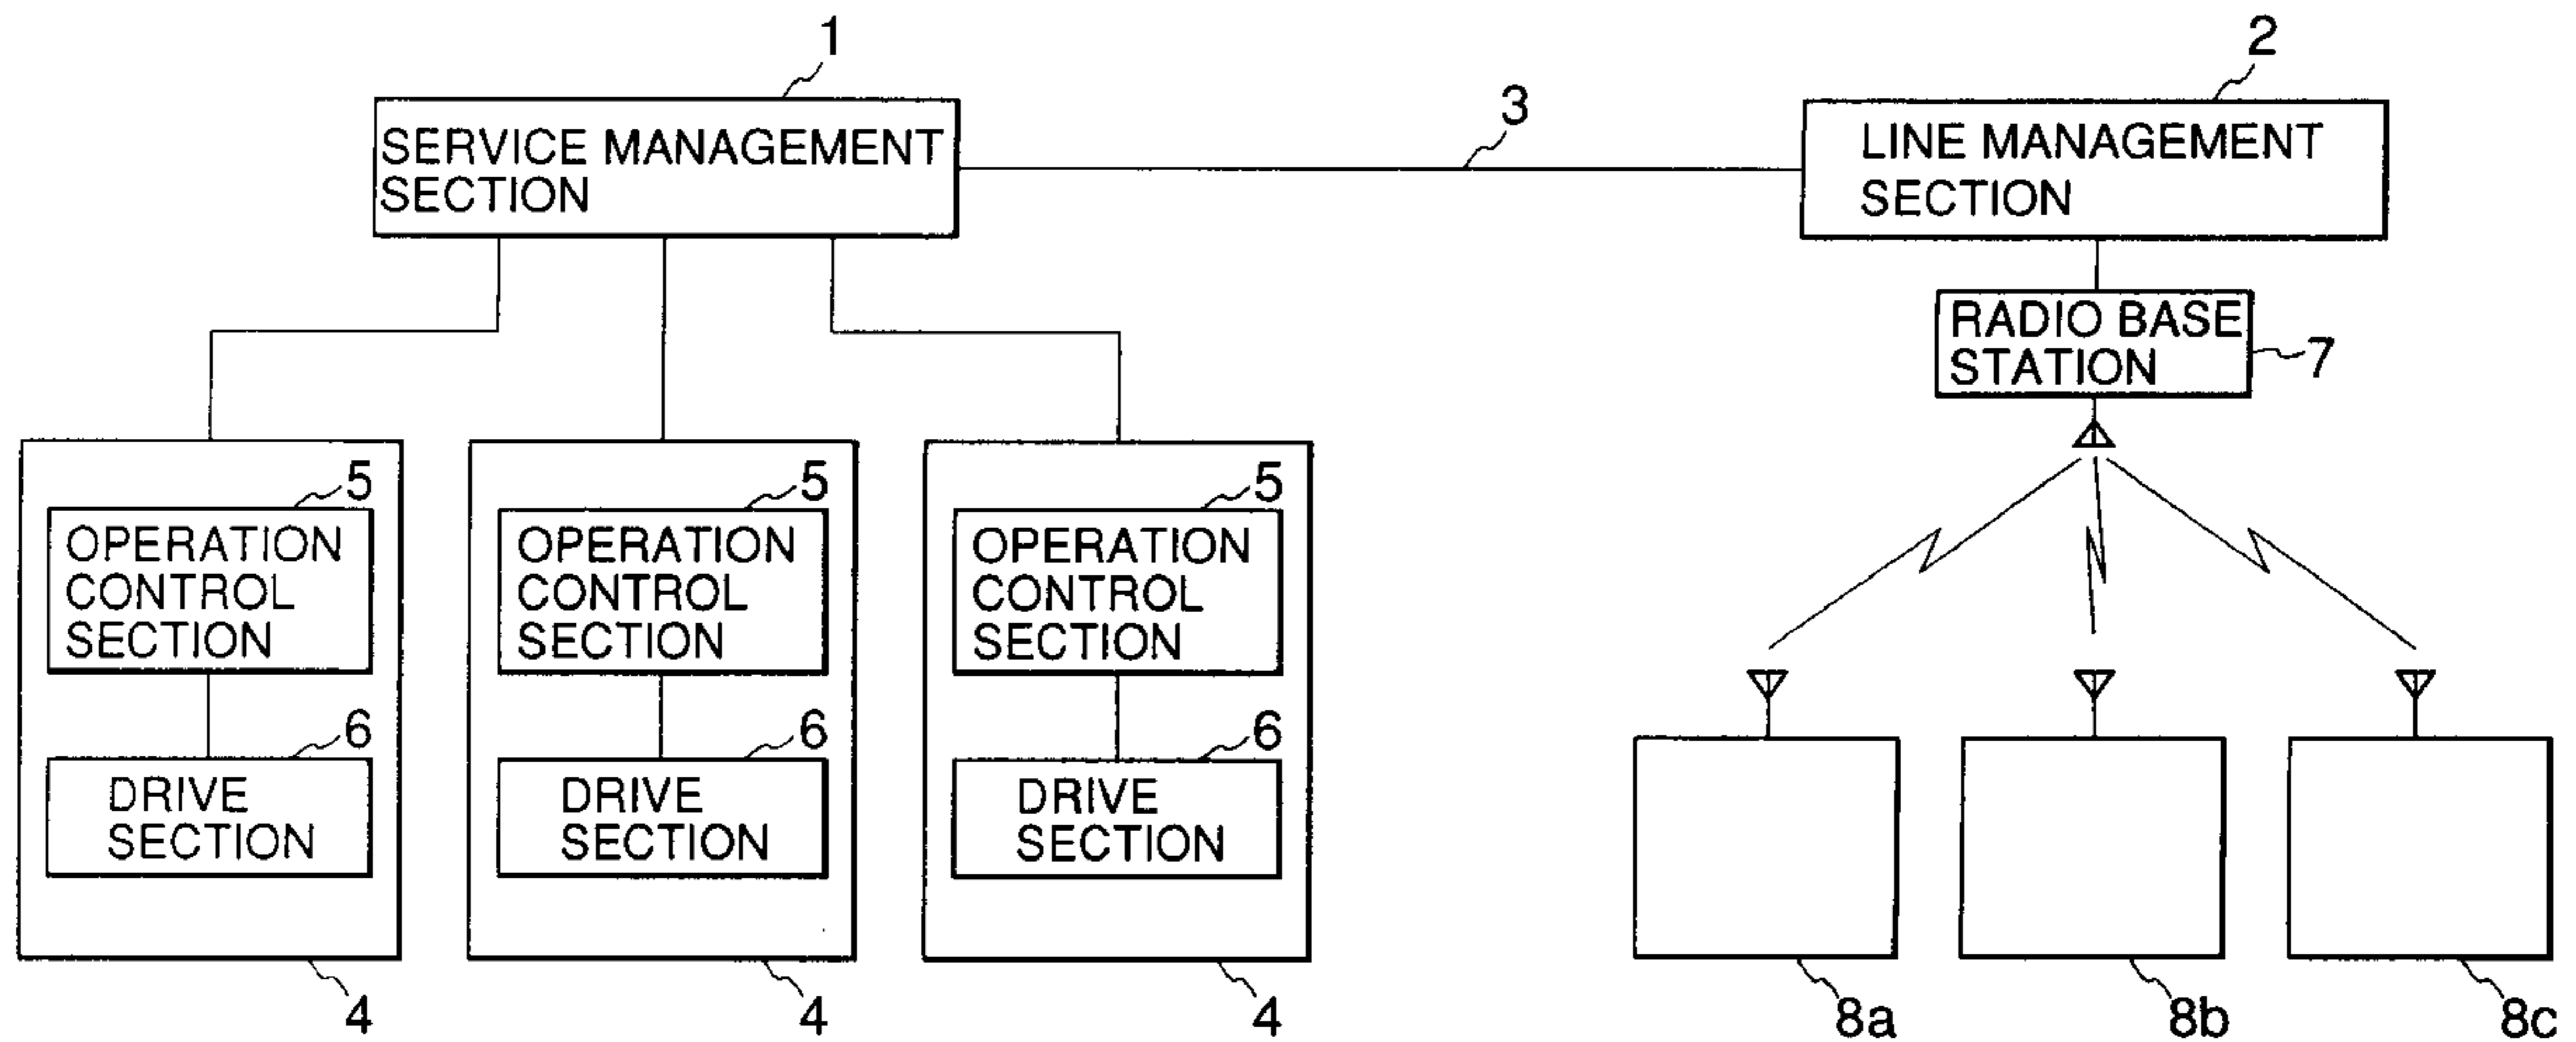 1
2
3
SERVICE MANAGEMENT
SECTION
LINE MANAGEMENT
SECTION
RADIO BASE
STATION
7
5
OPERATION
CONTROL
SECTION
6
DRIVE
SECTION
4
5
OPERATION
CONTROL
SECTION
6
DRIVE
SECTION
4
5
OPERATION
CONTROL
SECTION
6
DRIVE
SECTION
4
8a
8b
8c